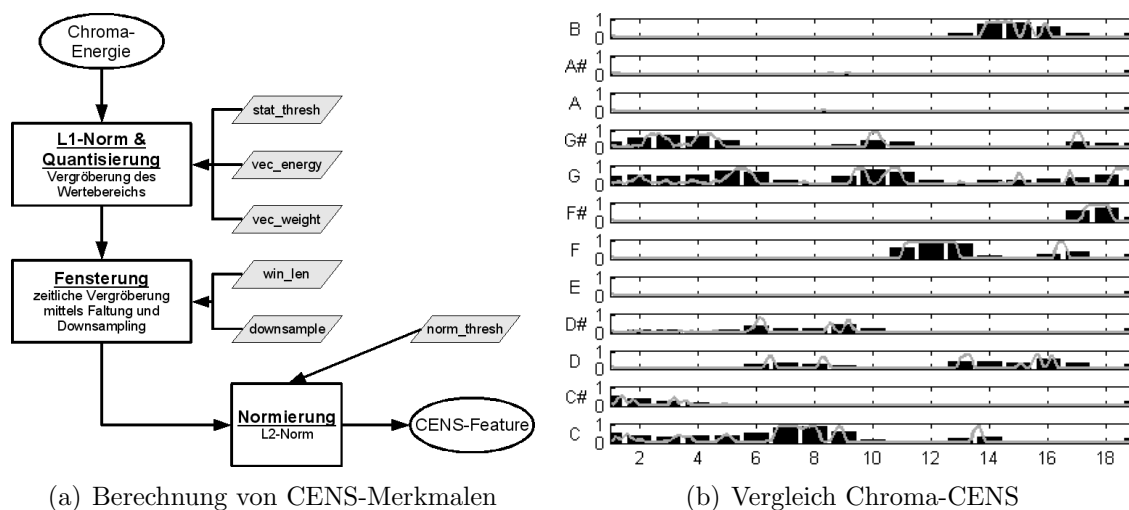 Chroma-
Energie
L1-Norm &
Quantisierung
Vergröberung des
Wertebereichs
stat_thresh
vec_energy
vec_weight
Fensterung
zeitliche Vergröberung
mittels Faltung und
Downsampling
win_len
downsample
norm_thresh
Normierung
L2-Norm
CENS-Feature
(a) Berechnung von CENS-Merkmalen
B 1 0
A# 1 0
A 1 0
G# 1 0
G 1 0
F# 1 0
F 1 0
E 1 0
D# 1 0
D 1 0
C# 1 0
C 1 0
2 4 6 8 10 12 14 16 18
(b) Vergleich Chroma-CENS